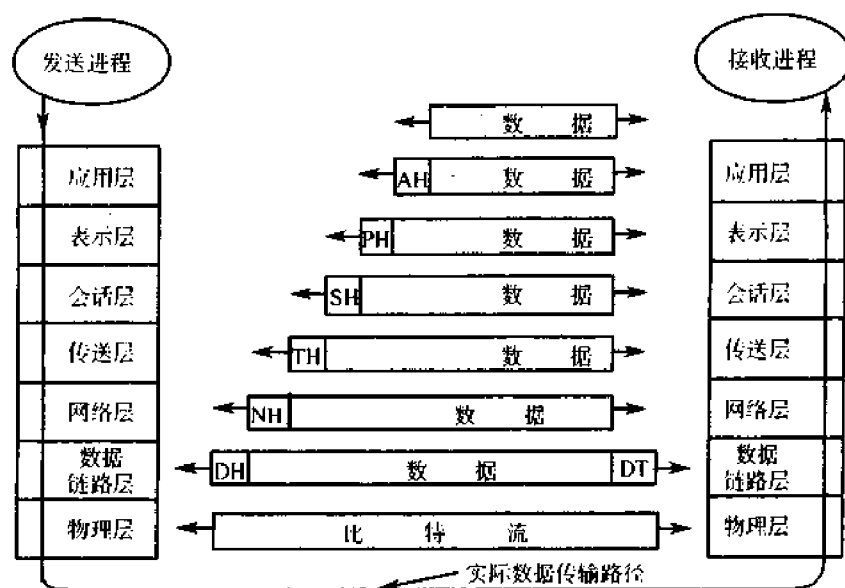 发送进程
接收进程
数 据
应用层
AH 数 据
应用层
表示层
PH 数 据
表示层
会话层
SH 数 据
会话层
传送层
TH 数 据
传送层
网络层
NH 数 据
网络层
数据
链路层
DH 数 据 DT
数据
链路层
物理层
比 特 流
物理层
实际数据传输路径